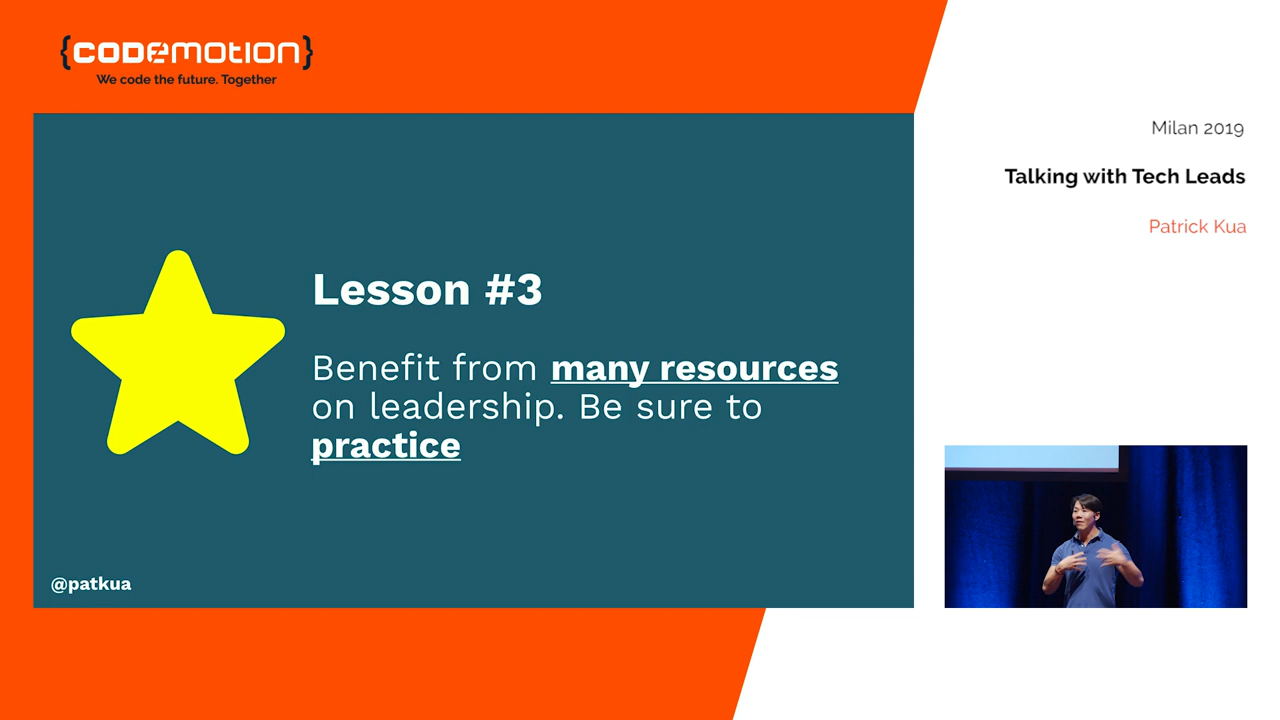 {CODEMOTION}
We code the future. Together
Milan 2019
Talking with Tech Leads
Patrick Kua
Lesson #3
Benefit from many resources
on leadership. Be sure to
practice
@patkua